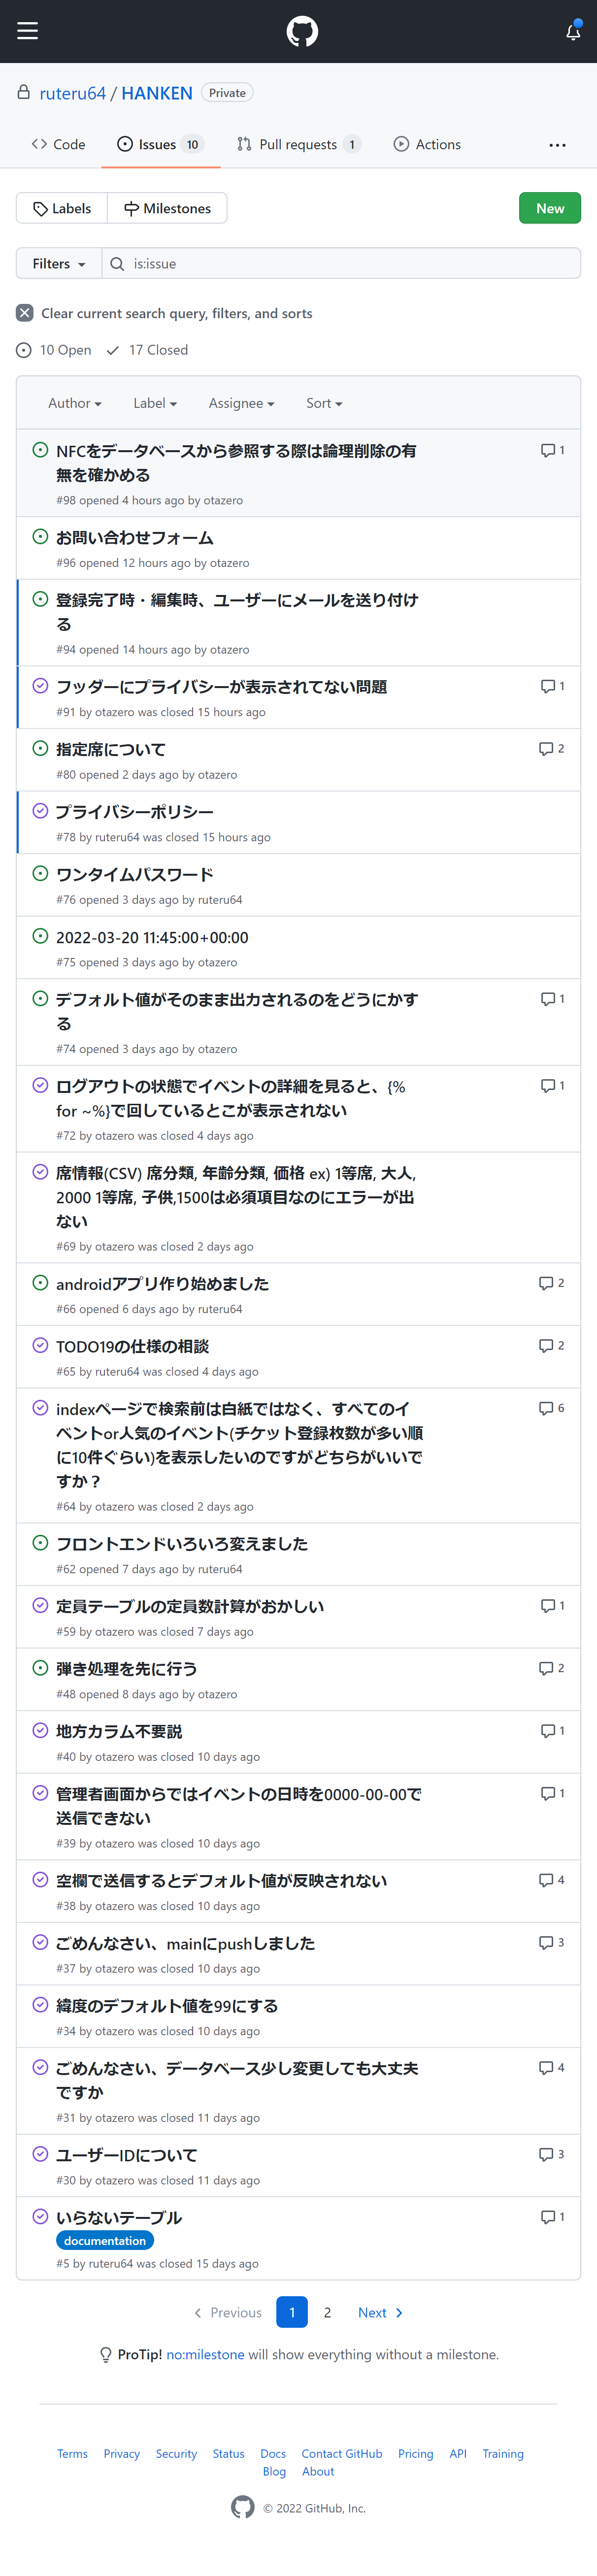 ruteru64 / HANKEN Private
Code Issues 10 Pull requests 1 Actions
Labels Milestones New
Filters is:issue
Clear current search query, filters, and sorts
10 Open 17 Closed
Author Label Assignee Sort
NFCをデータベースから参照する際は論理削除の有 1
無を確かめる
#98 opened 4 hours ago by otazero
お問い合わせフォーム
#96 opened 12 hours ago by otazero
登録完了時・編集時、ユーザーにメールを送り付け
る
#94 opened 14 hours ago by otazero
フッダーにプライバシーが表示されてない問題 1
#91 by otazero was closed 15 hours ago
指定席について 2
#80 opened 2 days ago by otazero
プライバシーポリシー
#78 by ruteru64 was closed 15 hours ago
ワンタイムパスワード
#76 opened 3 days ago by ruteru64
2022-03-20 11:45:00+00:00
#75 opened 3 days ago by otazero
デフォルト値がそのまま出力されるのをどうにかす 1
る
#74 opened 3 days ago by otazero
ログアウトの状態でイベントの詳細を見ると、{% 1
for ~%}で回しているとこが表示されない
#72 by otazero was closed 4 days ago
席情報(CSV) 席分類, 年齢分類, 価格 ex) 1等席, 大人,
2000 1等席, 子供,1500は必須項目なのにエラーが出
ない
#69 by otazero was closed 2 days ago
androidアプリ作り始めました 2
#66 opened 6 days ago by ruteru64
TODO19の仕様の相談 2
#65 by ruteru64 was closed 4 days ago
indexページで検索前は白紙ではなく、すべてのイ 6
ベントor人気のイベント(チケット登録枚数が多い順
に10件ぐらい)を表示したいのですがどちらがいいで
すか？
#64 by otazero was closed 2 days ago
フロントエンドいろいろ変えました
#62 opened 7 days ago by ruteru64
定員テーブルの定員数計算がおかしい 1
#59 by otazero was closed 7 days ago
弾き処理を先に行う 2
#48 opened 8 days ago by otazero
地方カラム不要説 1
#40 by otazero was closed 10 days ago
管理者画面からではイベントの日時を0000-00-00で 1
送信できない
#39 by otazero was closed 10 days ago
空欄で送信するとデフォルト値が反映されない 4
#38 by otazero was closed 10 days ago
ごめんなさい、mainにpushしました 3
#37 by otazero was closed 10 days ago
緯度のデフォルト値を99にする
#34 by otazero was closed 10 days ago
ごめんなさい、データベース少し変更しても大丈夫 4
ですか
#31 by otazero was closed 11 days ago
ユーザーIDについて 3
#30 by otazero was closed 11 days ago
いらないテーブル 1
documentation
#5 by ruteru64 was closed 15 days ago
Previous 1 2 Next
ProTip! no:milestone will show everything without a milestone.
Terms Privacy Security Status Docs Contact GitHub Pricing API Training
Blog About
© 2022 GitHub, Inc.